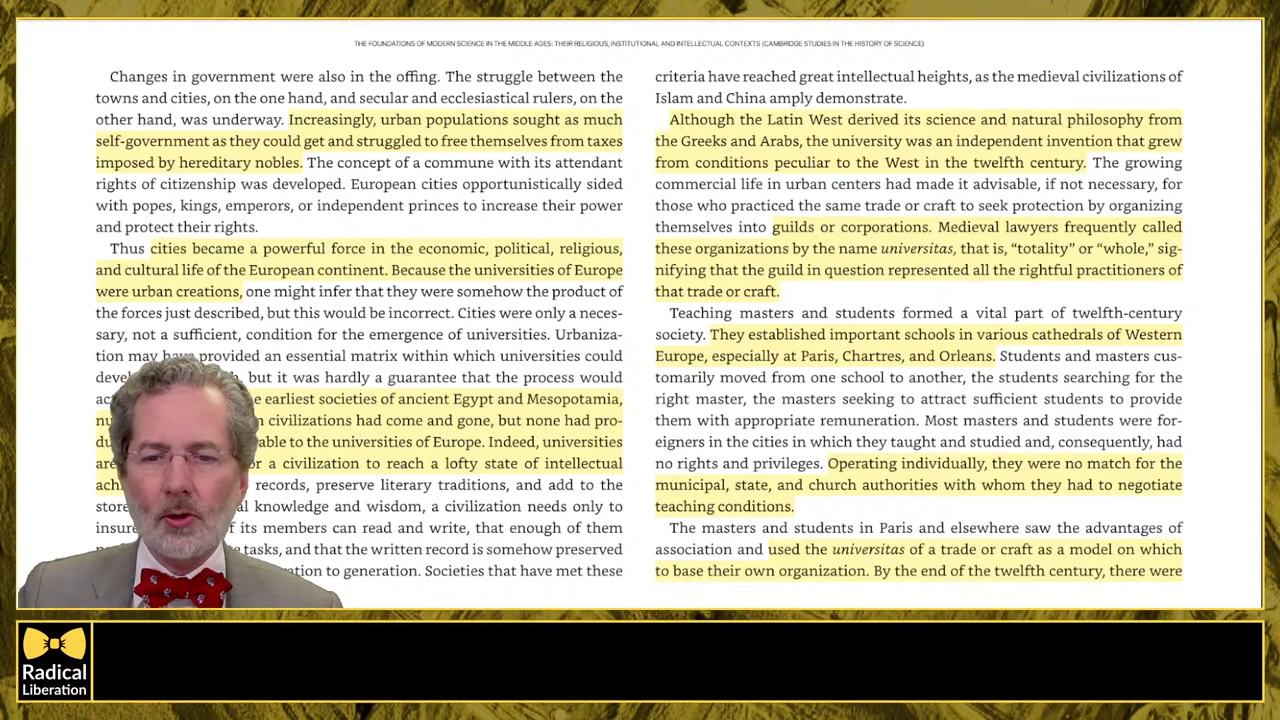 THE FOUNDATIONS OF MODERN SCIENCE IN THE MIDDLE AGES: THEIR RELIGIOUS, INSTITUTIONAL AND INTELLECTUAL CONTEXTS (CAMBRIDGE STUDIES IN THE HISTORY OF SCIENCE)
Changes in government were also in the offing. The struggle between the
towns and cities, on the one hand, and secular and ecclesiastical rulers, on the
other hand, was underway. Increasingly, urban populations sought as much
self-government as they could get and struggled to free themselves from taxes
imposed by hereditary nobles. The concept of a commune with its attendant
rights of citizenship was developed. European cities opportunistically sided
with popes, kings, emperors, or independent princes to increase their power
and protect their rights.
Thus cities became a powerful force in the economic, political, religious,
and cultural life of the European continent. Because the universities of Europe
were urban creations, one might infer that they were somehow the product of
the forces just described, but this would be incorrect. Cities were only a neces-
sary, not a sufficient, condition for the emergence of universities. Urbaniza-
tion may have provided an essential matrix within which universities could
but it was hardly a guarantee that the process would
earliest societies of ancient Egypt and Mesopotamia,
civilizations had come and gone, but none had pro-
able to the universities of Europe. Indeed, universities
are a civilization to reach a lofty state of intellectual
records, preserve literary traditions, and add to the
knowledge and wisdom, a civilization needs only to
of its members can read and write, that enough of them
tasks, and that the written record is somehow preserved
to generation. Societies that have met these
criteria have reached great intellectual heights, as the medieval civilizations of
Islam and China amply demonstrate.
Although the Latin West derived its science and natural philosophy from
the Greeks and Arabs, the university was an independent invention that grew
from conditions peculiar to the West in the twelfth century. The growing
commercial life in urban centers had made it advisable, if not necessary, for
those who practiced the same trade or craft to seek protection by organizing
themselves into guilds or corporations. Medieval lawyers frequently called
these organizations by the name universitas, that is, “totality” or “whole,” sig-
nifying that the guild in question represented all the rightful practitioners of
that trade or craft.
Teaching masters and students formed a vital part of twelfth-century
society. They established important schools in various cathedrals of Western
Europe, especially at Paris, Chartres, and Orleans. Students and masters cus-
tomarily moved from one school to another, the students searching for the
right master, the masters seeking to attract sufficient students to provide
them with appropriate remuneration. Most masters and students were for-
eigners in the cities in which they taught and studied and, consequently, had
no rights and privileges. Operating individually, they were no match for the
municipal, state, and church authorities with whom they had to negotiate
teaching conditions.
The masters and students in Paris and elsewhere saw the advantages of
association and used the universitas of a trade or craft as a model on which
to base their own organization. By the end of the twelfth century, there were
Radical
Liberation